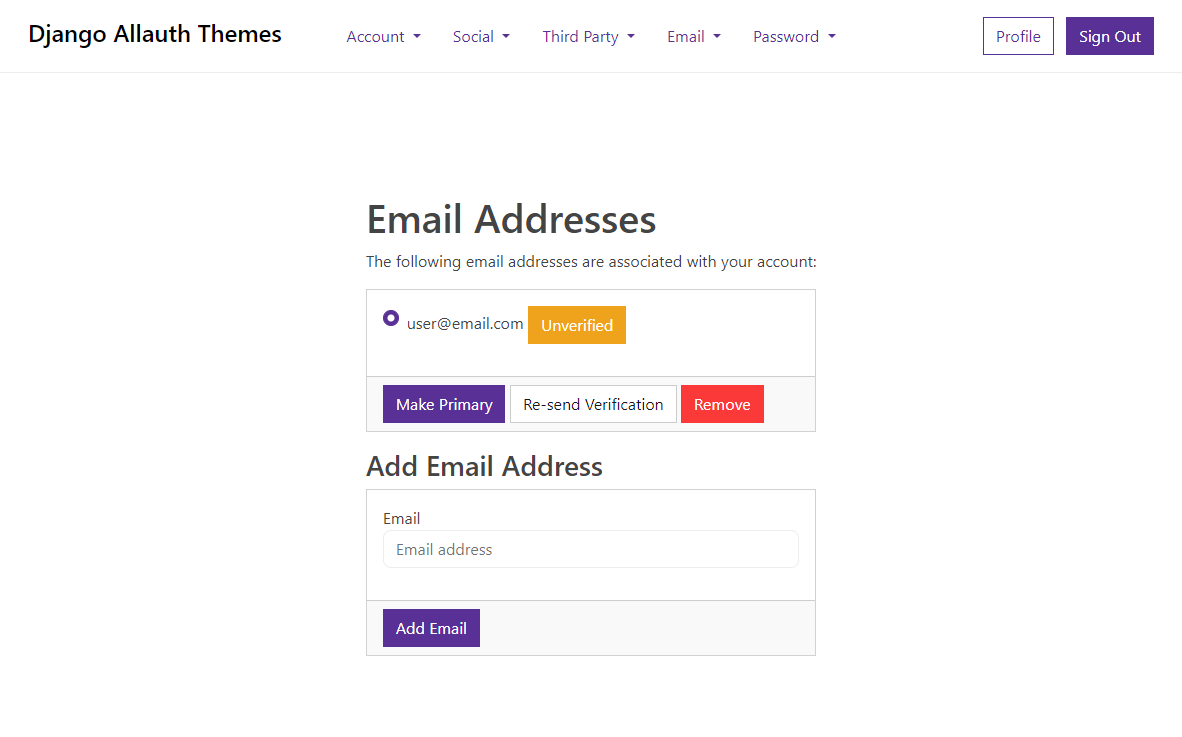 Django Allauth Themes Account Social Third Party Email Password Profile Sign Out
Email Addresses
The following email addresses are associated with your account:
user@email.com Unverified
Make Primary Re-send Verification Remove
Add Email Address
Email
Email address
Add Email